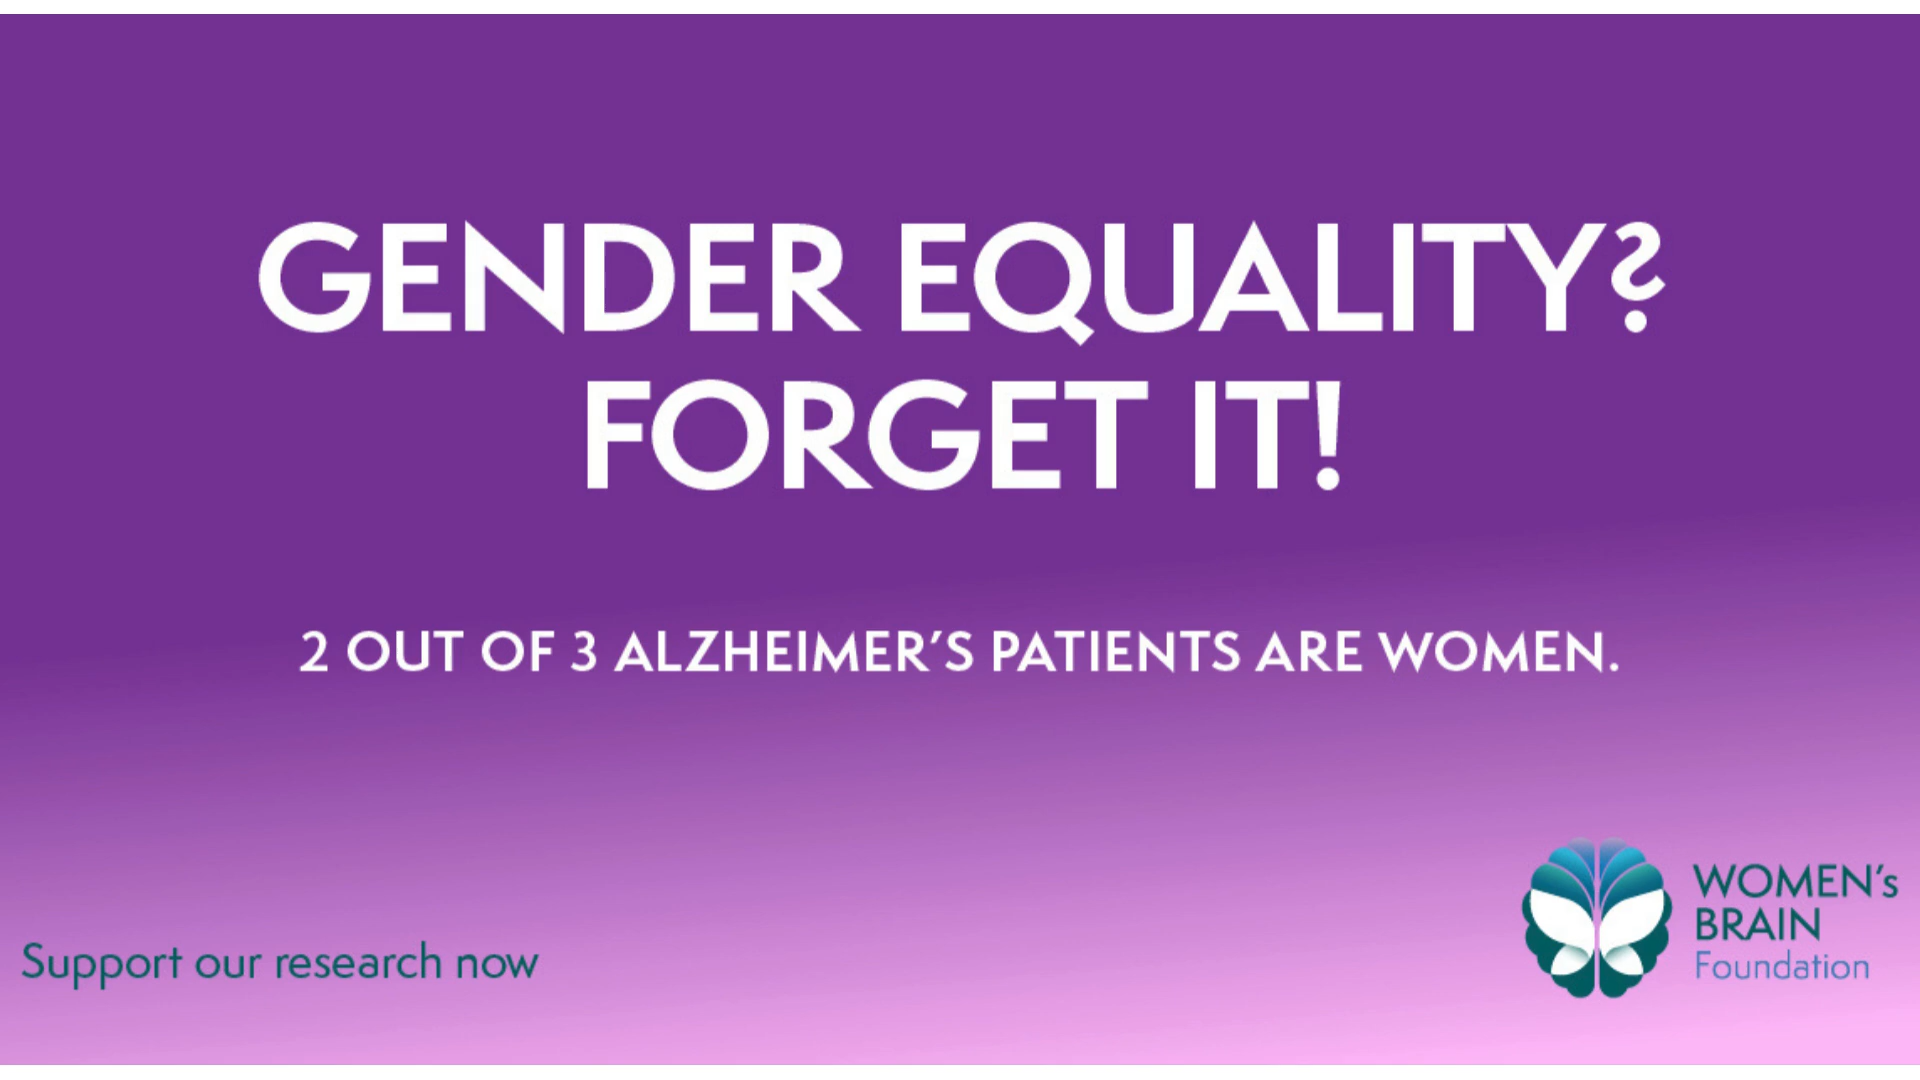 GENDER EQUALITY?
FORGET IT!
2 OUT OF 3 ALZHEIMER’S PATIENTS ARE WOMEN.
Support our research now
WOMEN’s
BRAIN
Foundation